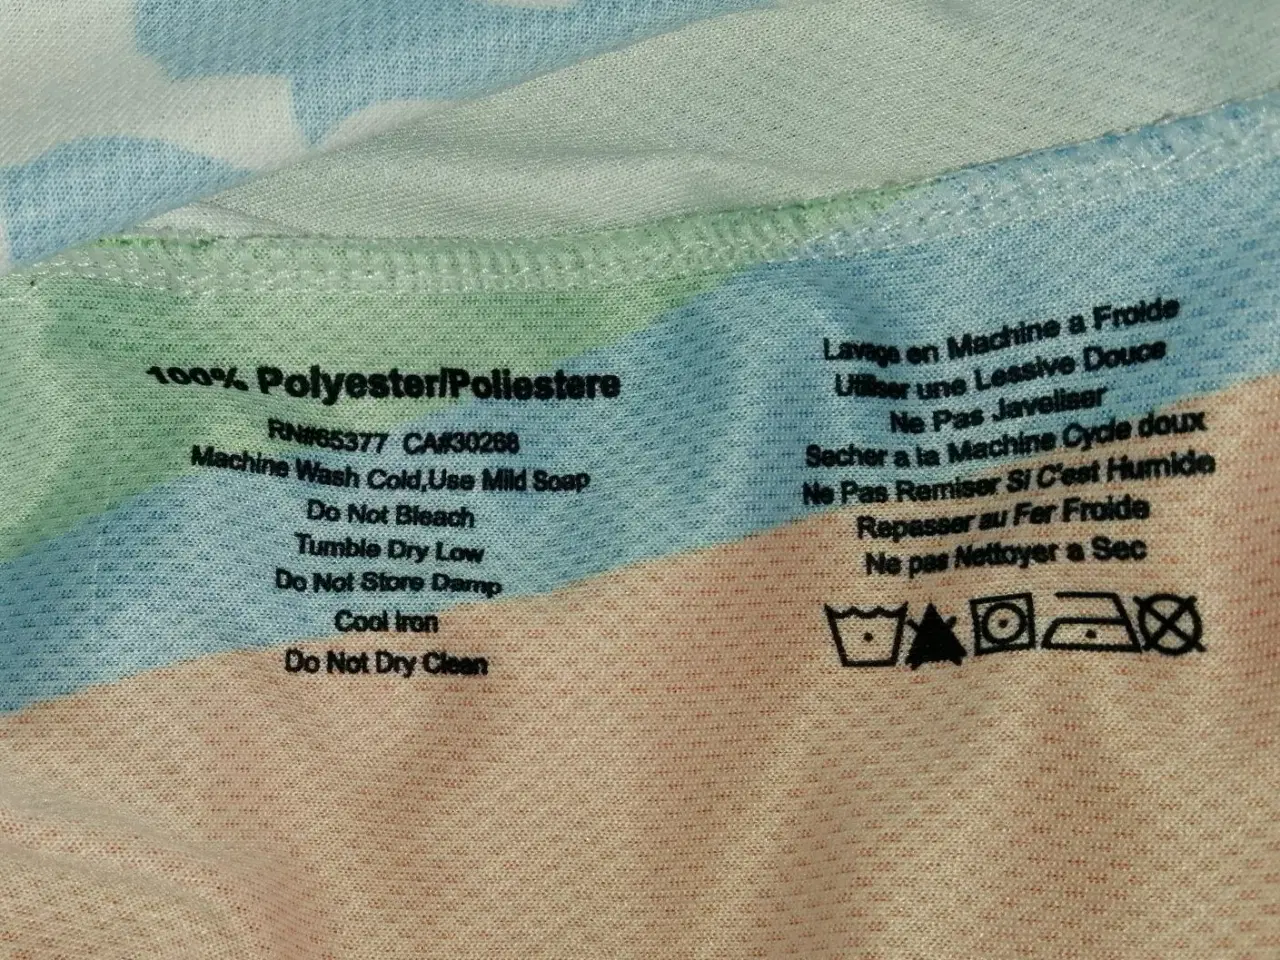 100% Polyester/Poliestere
RN#65377 CA#30268
Machine Wash Cold,Use Mild Soap
Do Not Bleach
Tumble Dry Low
Do Not Store Damp
Cool Iron
Do Not Dry Clean
Lavage en Machine a Froide
Utiliser une Lessive Douce
Ne Pas Javeliser
Secher a la Machine Cycle doux
Ne Pas Remiser Si C'est Humide
Repasser au Fer Froide
Ne pas Nettoyer a Sec